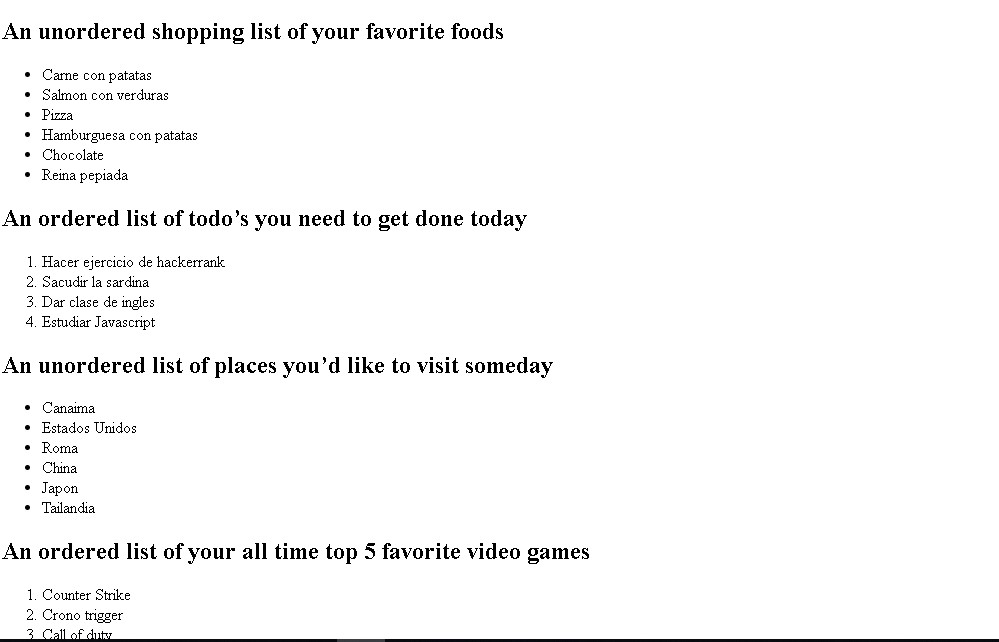 An unordered shopping list of your favorite foods
• Carne con patatas
• Salmon con verduras
• Pizza
• Hamburguesa con patatas
• Chocolate
• Reina pepiada
An ordered list of todo’s you need to get done today
1. Hacer ejercicio de hackerrank
2. Sacudir la sardina
3. Dar clase de ingles
4. Estudiar Javascript
An unordered list of places you’d like to visit someday
• Canaima
• Estados Unidos
• Roma
• China
• Japon
• Tailandia
An ordered list of your all time top 5 favorite video games
1. Counter Strike
2. Crono trigger
3. Call of duty